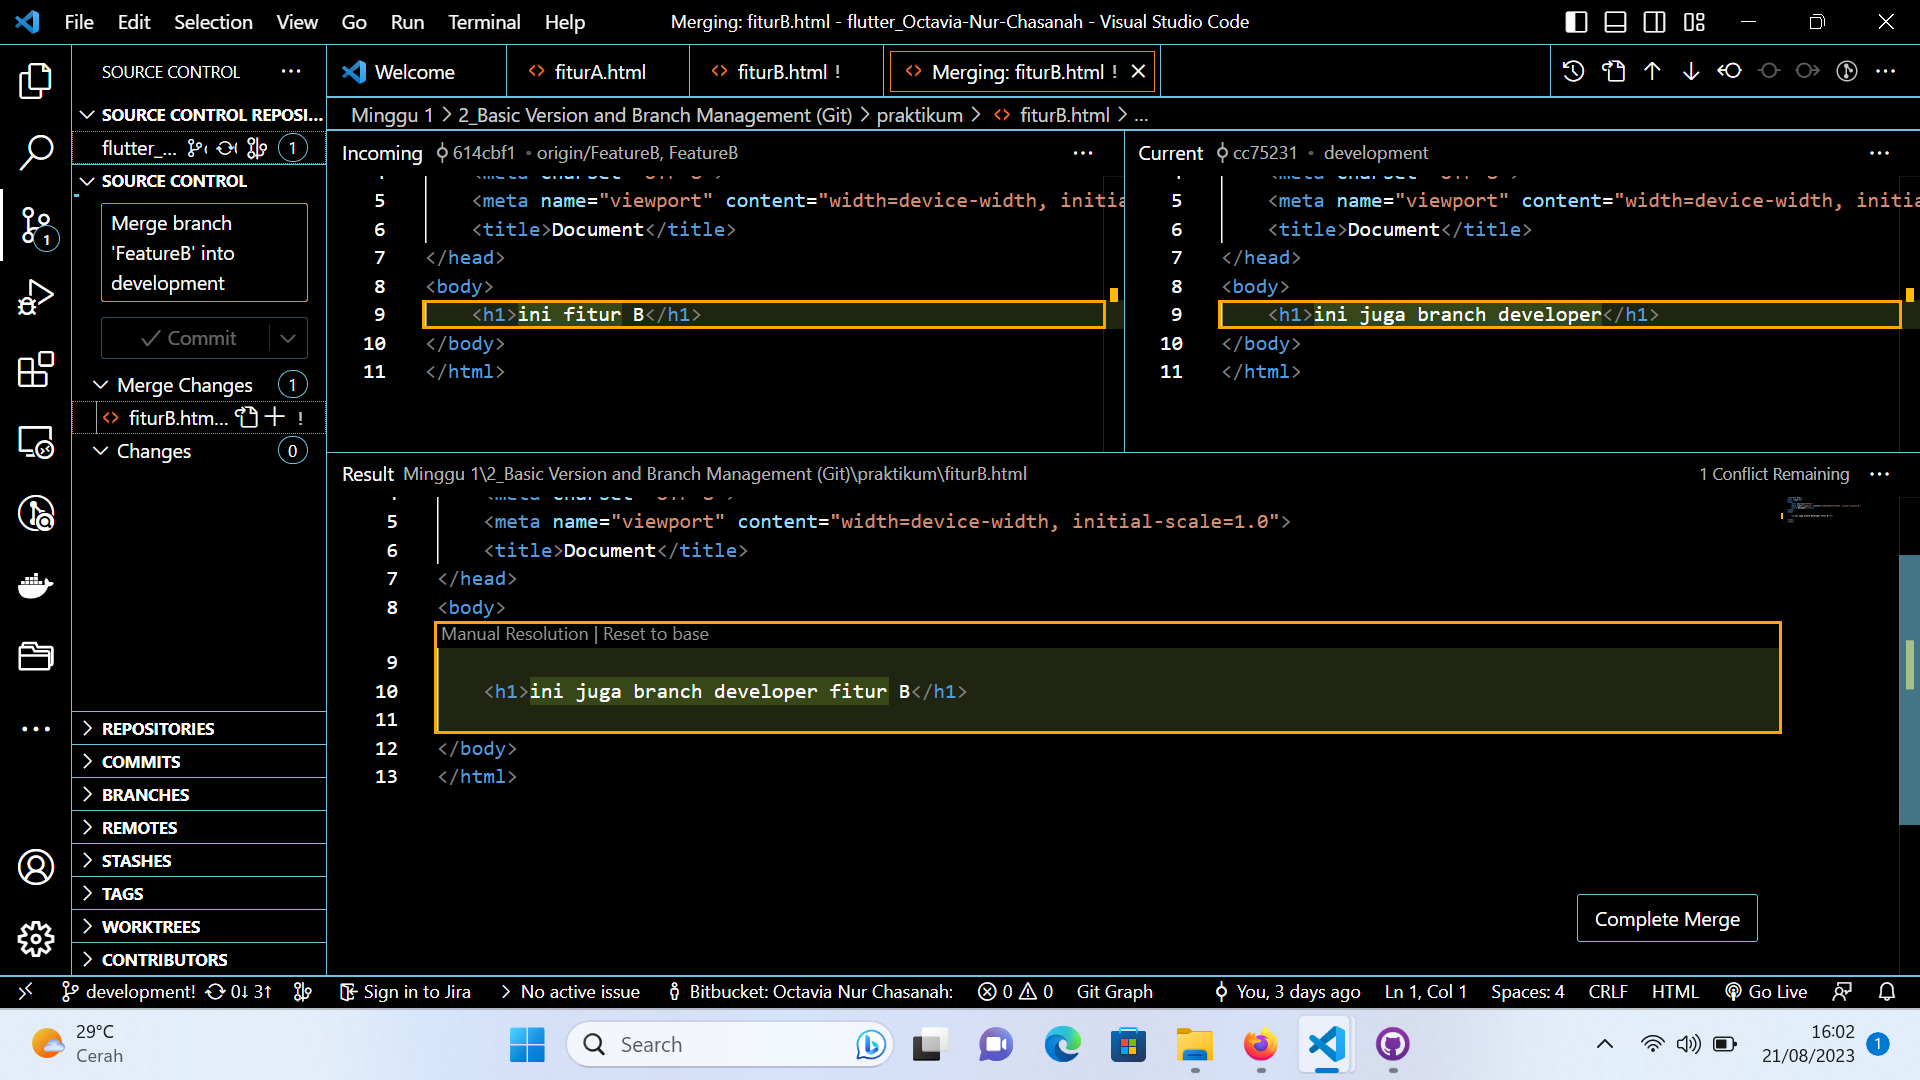 File Edit Selection View Go Run Terminal Help Merging: fiturB.html - flutter_Octavia-Nur-Chasanah - Visual Studio Code
SOURCE CONTROL
Welcome fiturA.html fiturB.html ! Merging: fiturB.html !
SOURCE CONTROL REPOSI...
Minggu 1 > 2_Basic Version and Branch Management (Git) > praktikum > fiturB.html > ...
flutter_... 1
SOURCE CONTROL
Merge branch
'FeatureB' into
development
Commit
Merge Changes 1
fiturB.htm... !
Changes 0
1
REPOSITORIES
COMMITS
BRANCHES
REMOTES
STASHES
TAGS
WORKTREES
CONTRIBUTORS
Incoming 614cbf1 • origin/FeatureB, FeatureB
5 <meta name="viewport" content="width=device-width, initia
6 <title>Document</title>
7 </head>
8 <body>
9 <h1>ini fitur B</h1>
10 </body>
11 </html>
Current cc75231 • development
5 <meta name="viewport" content="width=device-width, initia
6 <title>Document</title>
7 </head>
8 <body>
9 <h1>ini juga branch developer</h1>
10 </body>
11 </html>
Result Minggu 1\2_Basic Version and Branch Management (Git)\praktikum\fiturB.html 1 Conflict Remaining
5 <meta name="viewport" content="width=device-width, initial-scale=1.0">
6 <title>Document</title>
7 </head>
8 <body>
Manual Resolution | Reset to base
9
10 <h1>ini juga branch developer fitur B</h1>
11
12 </body>
13 </html>
Complete Merge
development! 0↓ 3↑ Sign in to Jira > No active issue Bitbucket: Octavia Nur Chasanah: 0 0 Git Graph You, 3 days ago Ln 1, Col 1 Spaces: 4 CRLF HTML Go Live
29°C
Cerah
Search
16:02
21/08/2023
1